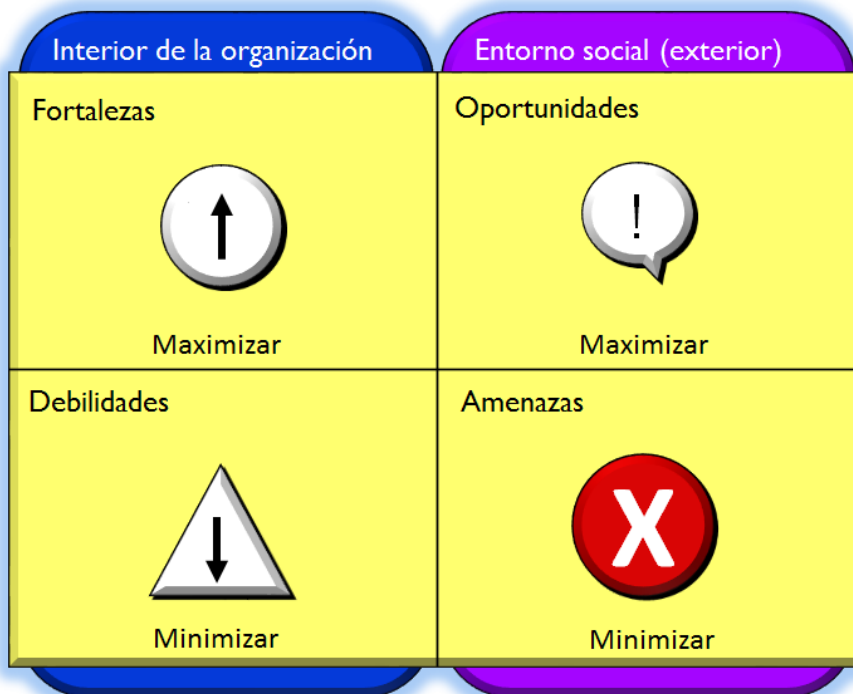 Interior de la organización
Entorno social (exterior)
Fortalezas
Oportunidades
!
Maximizar
Maximizar
Debilidades
Amenazas
X
Minimizar
Minimizar